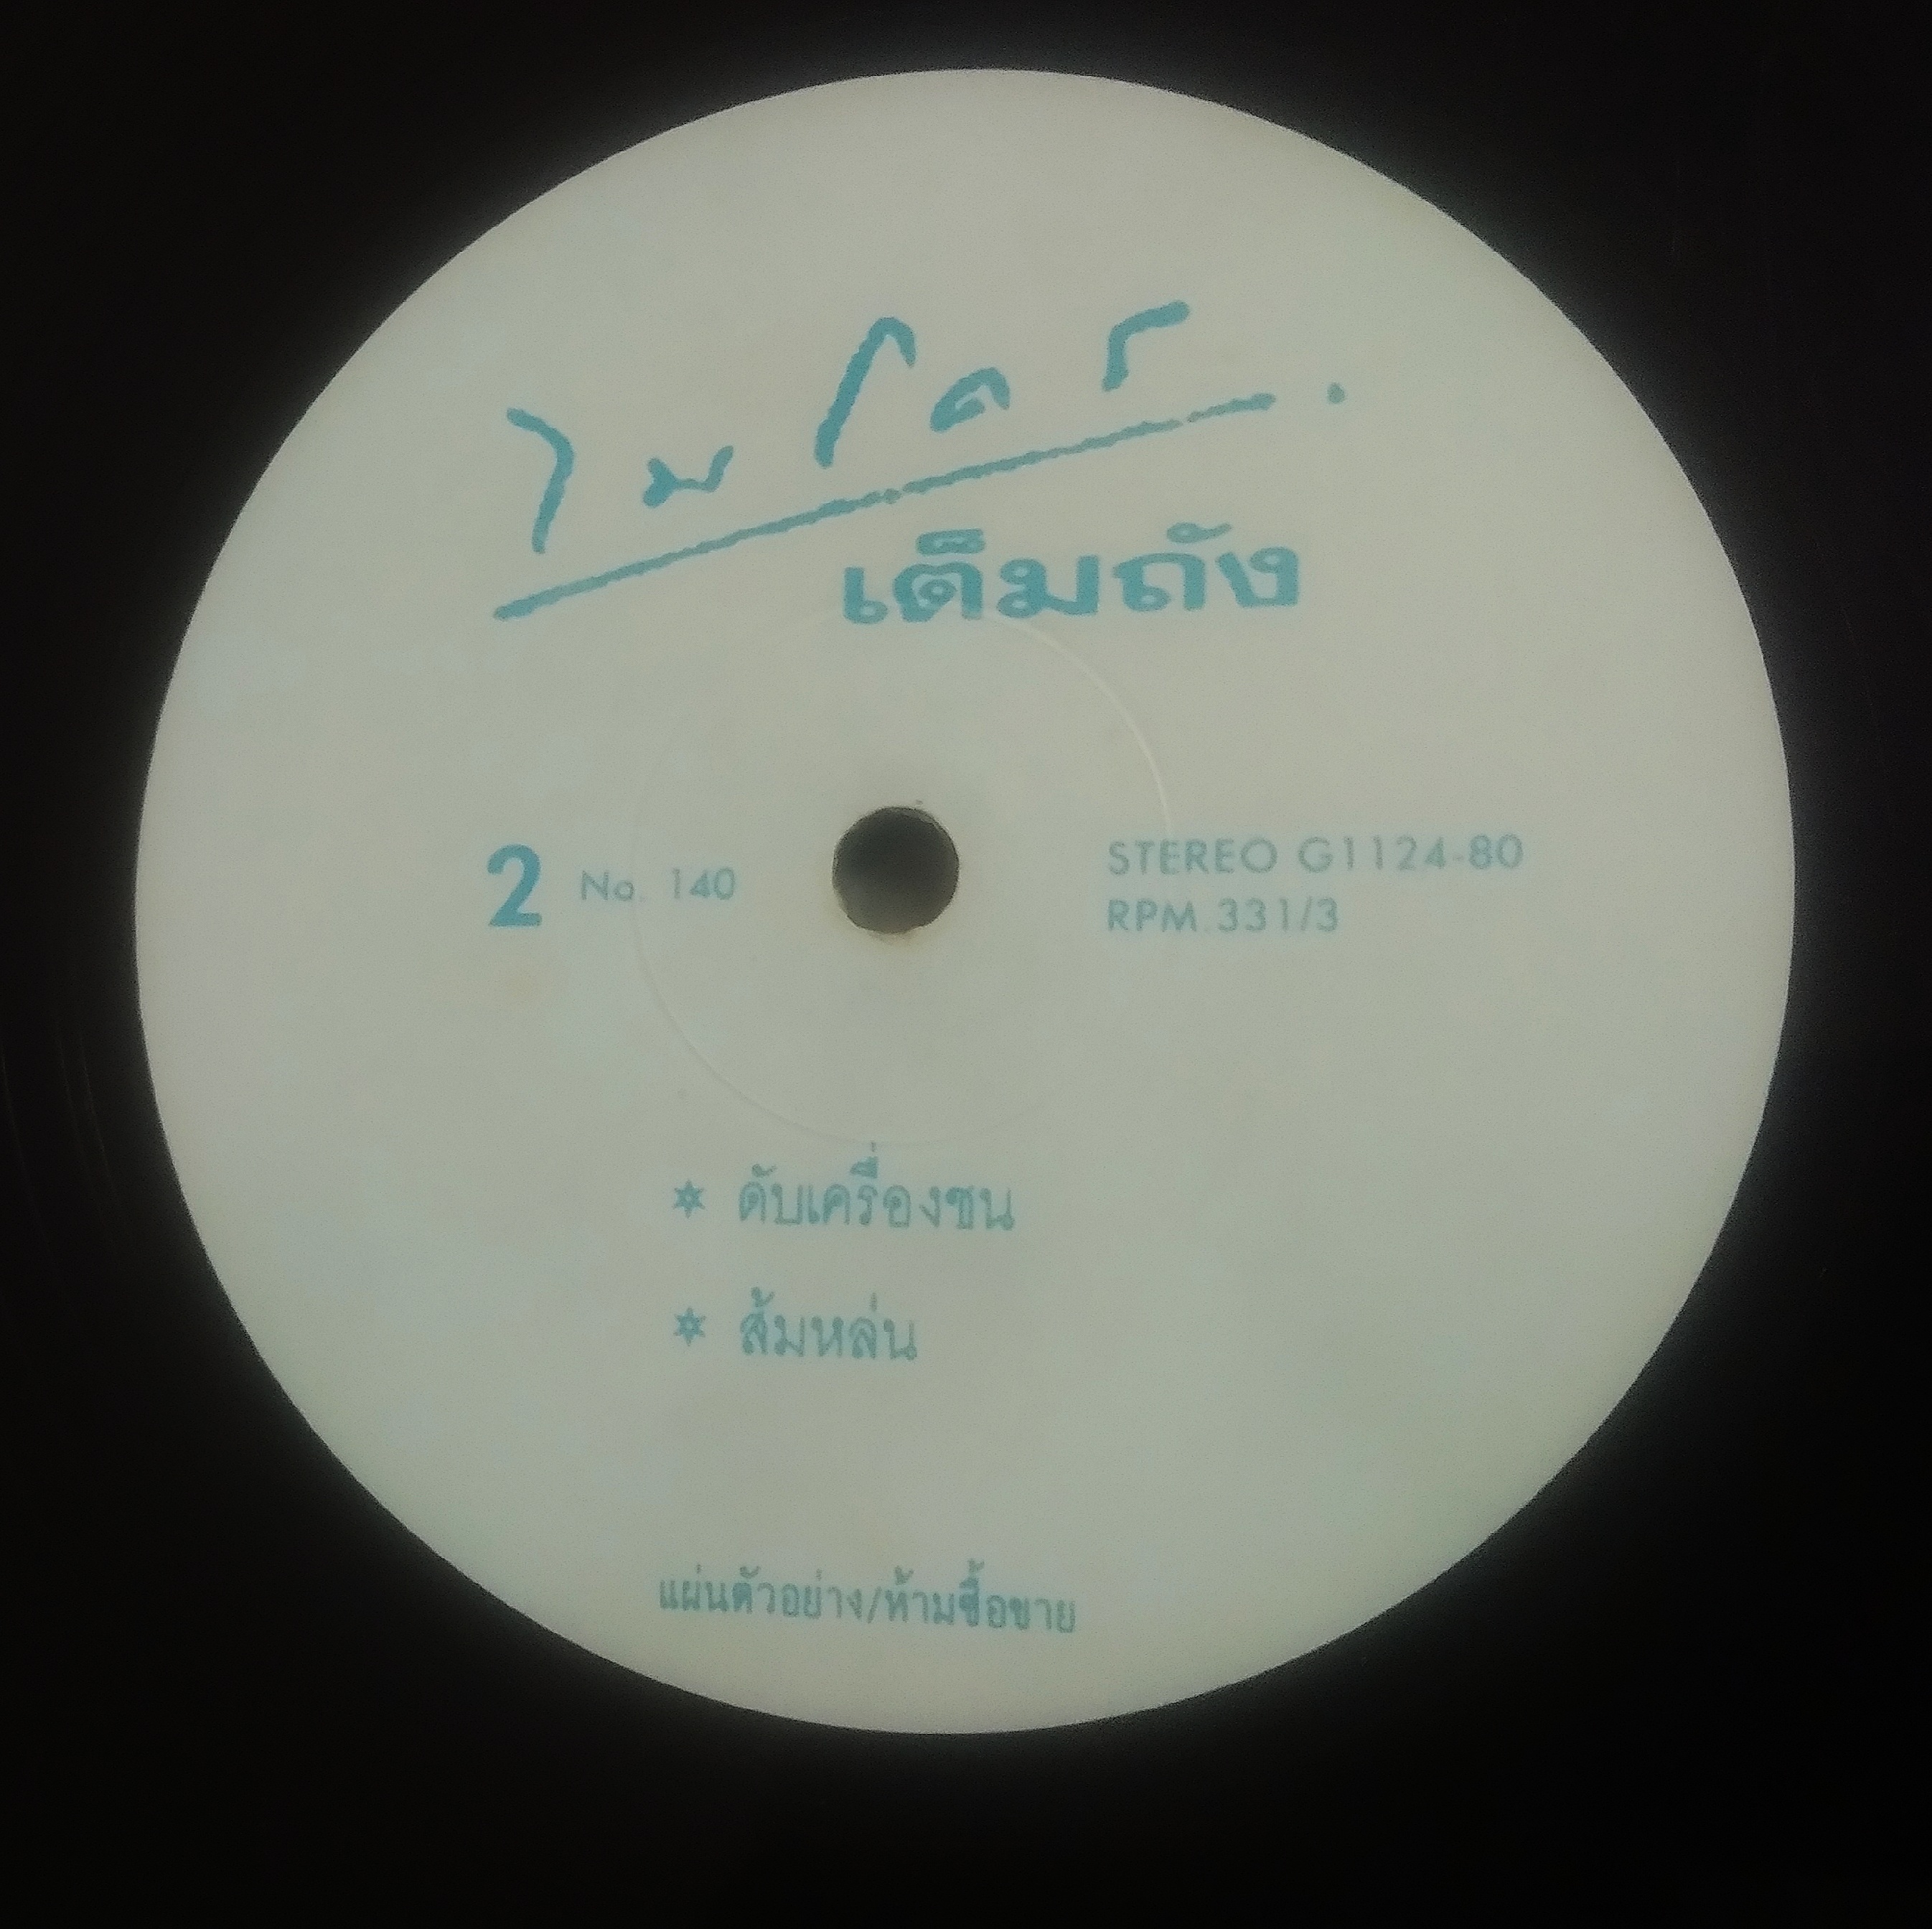 ไมโคร.
เต็มถัง
2 No. 140
STEREO G1124-80
RPM.331/3
✶ ดับเครื่องชน
✶ ส้มหล่น
แผ่นตัวอย่าง/ห้ามซื้อขาย